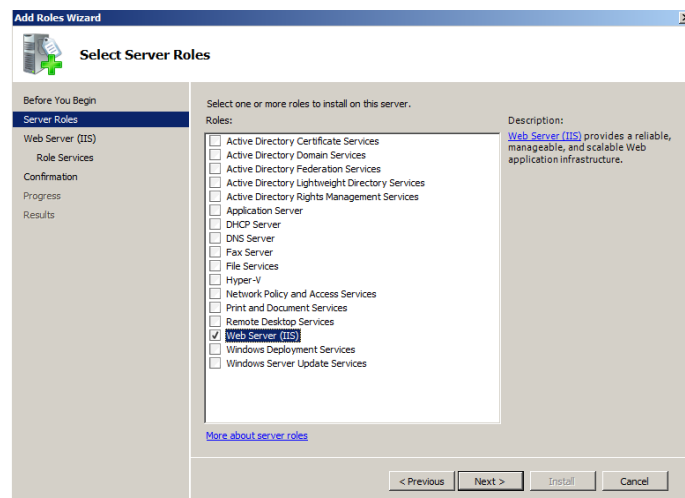 Add Roles Wizard
Select Server Roles
Before You Begin
Server Roles
Web Server (IIS)
Role Services
Confirmation
Progress
Results
Select one or more roles to install on this server.
Roles:
Active Directory Certificate Services
Active Directory Domain Services
Active Directory Federation Services
Active Directory Lightweight Directory Services
Active Directory Rights Management Services
Application Server
DHCP Server
DNS Server
Fax Server
File Services
Hyper-V
Network Policy and Access Services
Print and Document Services
Remote Desktop Services
Web Server (IIS)
Windows Deployment Services
Windows Server Update Services
More about server roles
Description:
Web Server (IIS) provides a reliable,
manageable, and scalable Web
application infrastructure.
< Previous
Next >
Install
Cancel